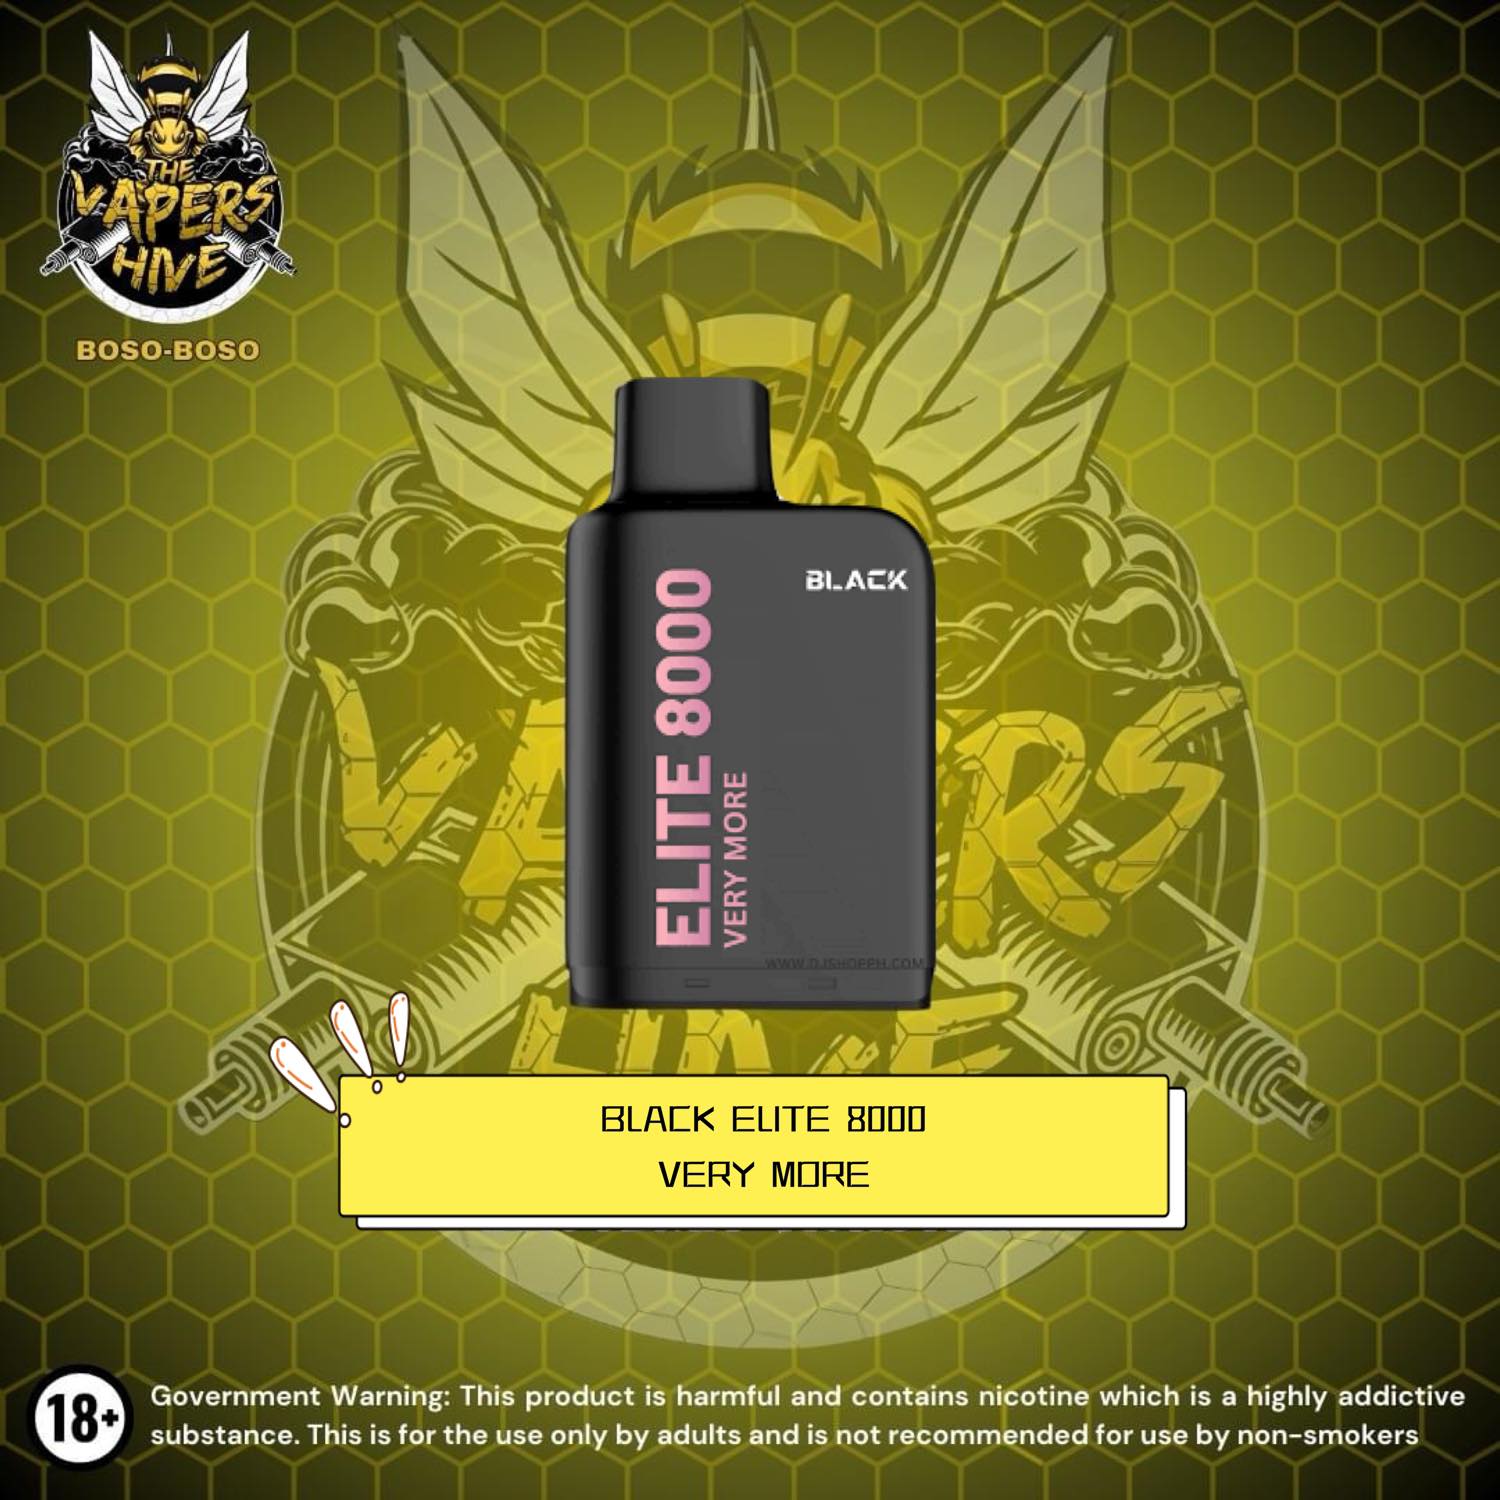 THE
VAPERS
HIVE
BOSO-BOSO
BLACK
ELITE 8000
VERY MORE
WWW.DJSHOPPH.COM
BLACK ELITE 8000
VERY MORE
18+
Government Warning: This product is harmful and contains nicotine which is a highly addictive
substance. This is for the use only by adults and is not recommended for use by non-smokers